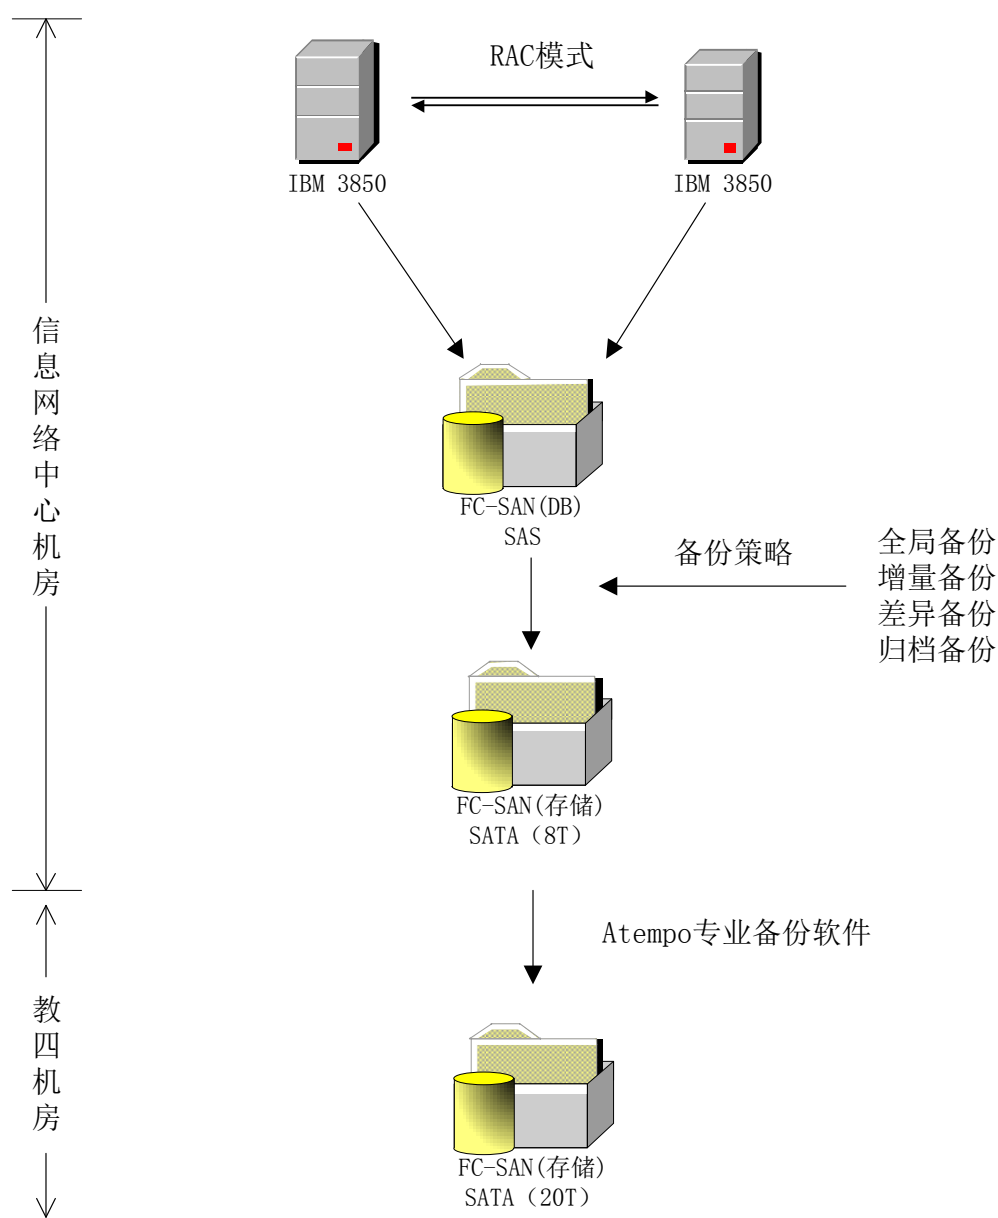 RAC模式
IBM 3850
IBM 3850
信息网络中心机房
FC-SAN(DB)
SAS
备份策略
全局备份
增量备份
差异备份
归档备份
FC-SAN(存储)
SATA（8T）
Atempo专业备份软件
教四机房
FC-SAN(存储)
SATA（20T）